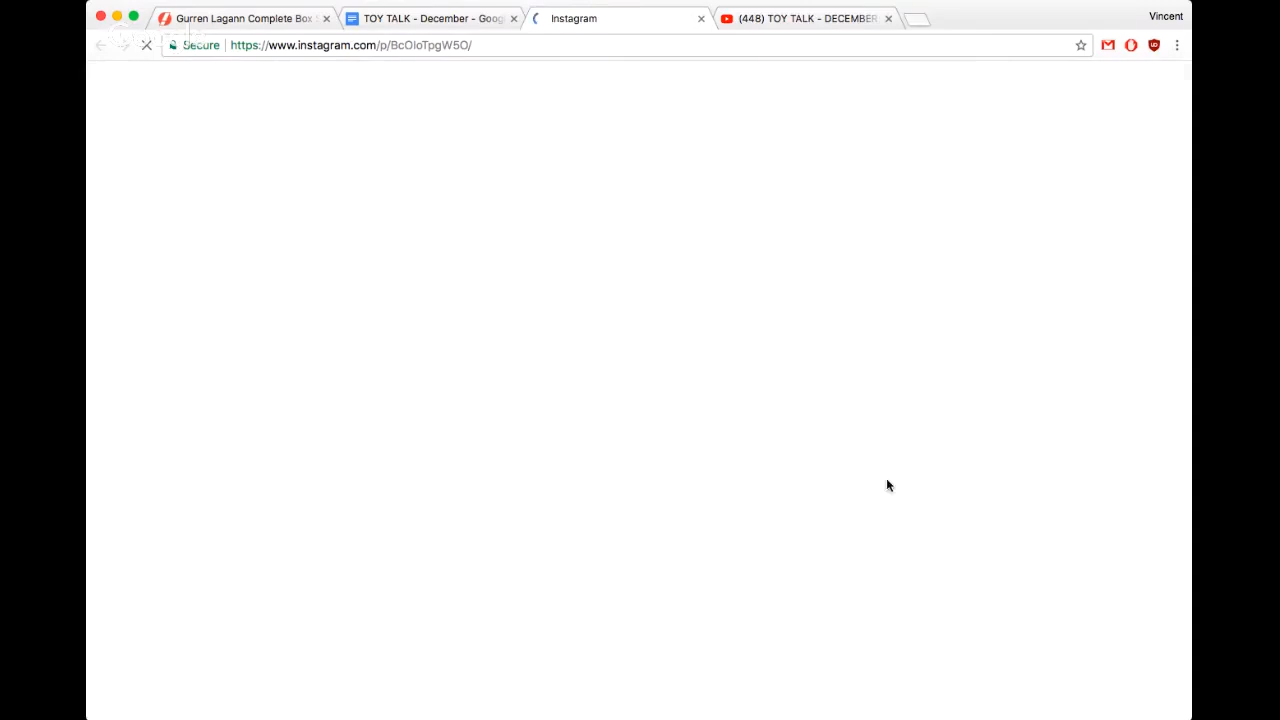 Gurren Lagann Complete Box S
TOY TALK - December - Goog
Instagram
(448) TOY TALK - DECEMBER
Vincent
Secure
https://www.instagram.com/p/BcOIoTpgW5O/